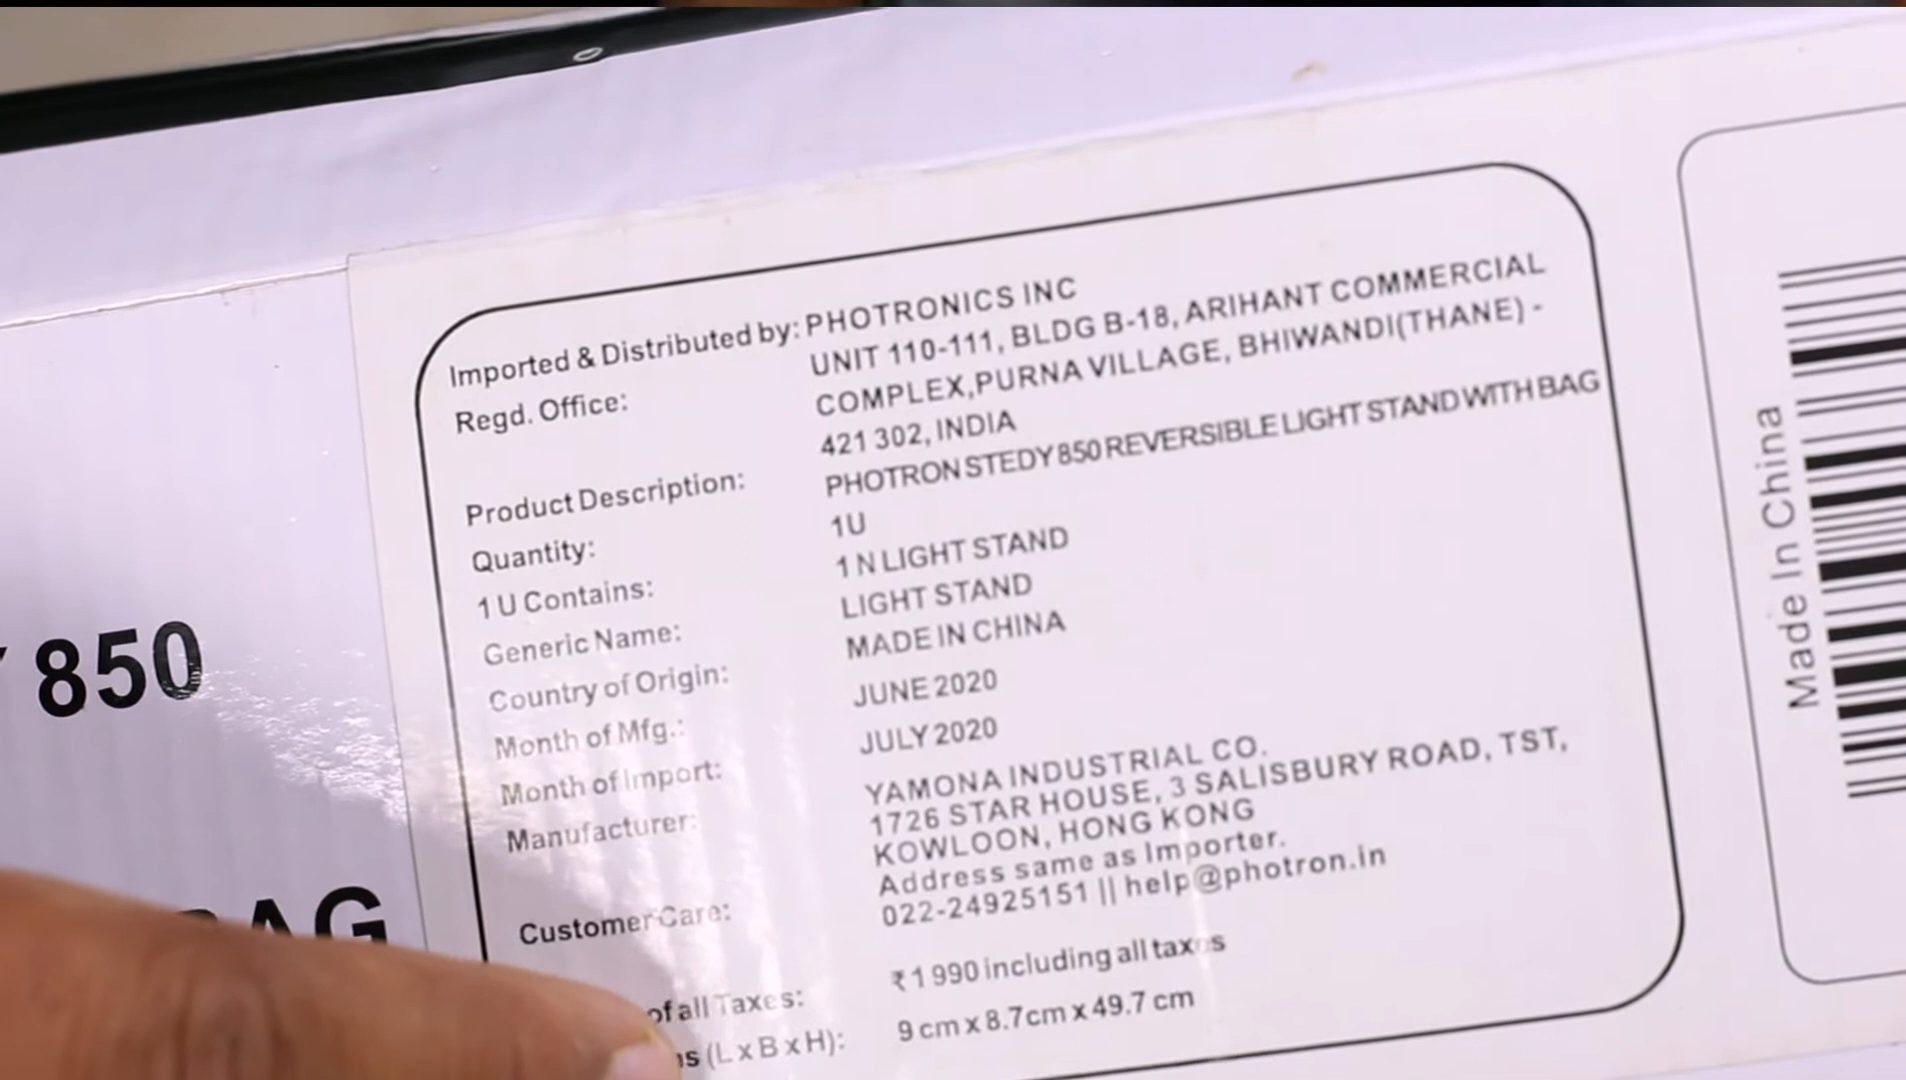 850
BAG
Imported & Distributed by: PHOTRONICS INC
Regd. Office: UNIT 110-111, BLDG B-18, ARIHANT COMMERCIAL
COMPLEX,PURNA VILLAGE, BHIWANDI(THANE) -
421 302, INDIA
Product Description: PHOTRON STEDY 850 REVERSIBLE LIGHT STAND WITH BAG
Quantity: 1U
1 U Contains: 1 N LIGHT STAND
Generic Name: LIGHT STAND
Country of Origin: MADE IN CHINA
Month of Mfg.: JUNE 2020
Month of Import: JULY 2020
Manufacturer: YAMONA INDUSTRIAL CO.
1726 STAR HOUSE, 3 SALISBURY ROAD, TST,
KOWLOON, HONG KONG
Customer Care: Address same as Importer.
022-24925151 || help@photron.in
of all Taxes: ₹1 990 including all taxes
(L x B x H): 9 cm x 8.7cm x 49.7 cm
Made In China